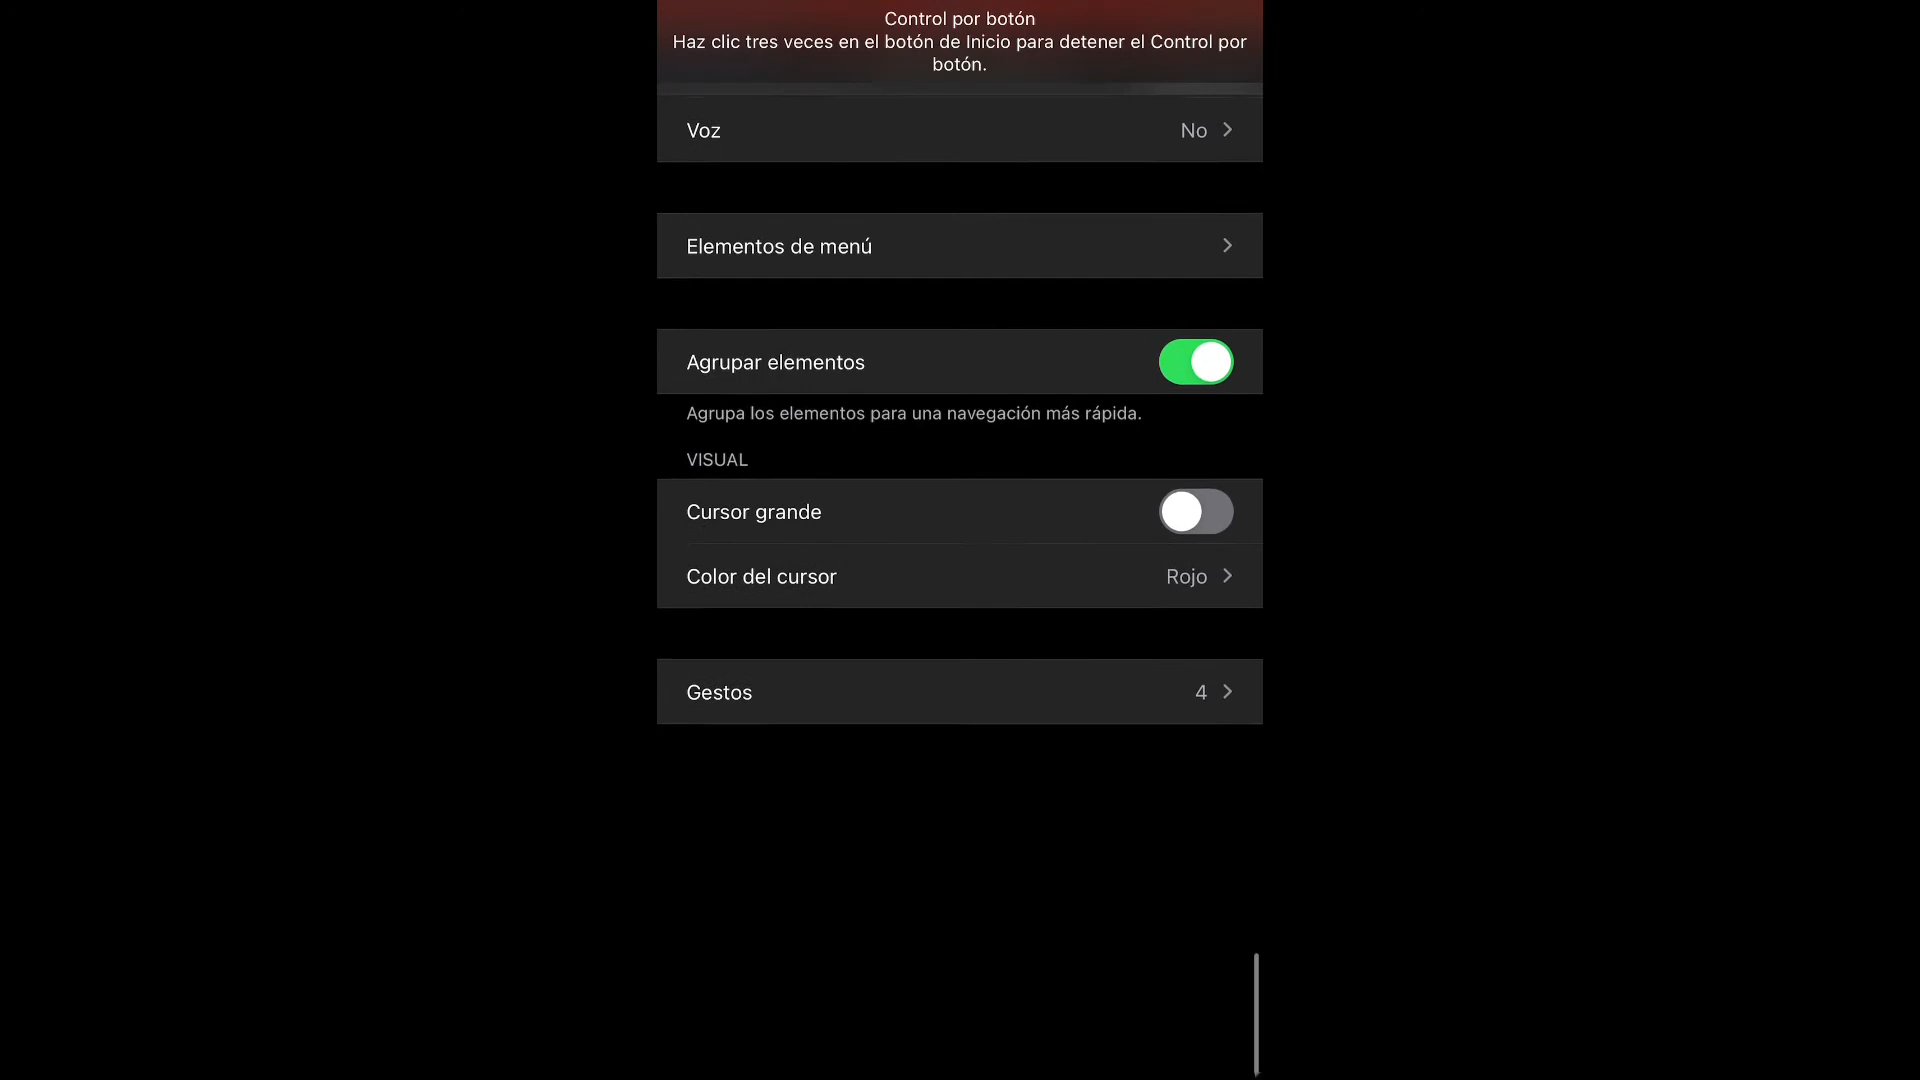 Control por botón
Haz clic tres veces en el botón de Inicio para detener el Control por
botón.
Voz No
Elementos de menú
Agrupar elementos
Agrupa los elementos para una navegación más rápida.
VISUAL
Cursor grande
Color del cursor Rojo
Gestos 4